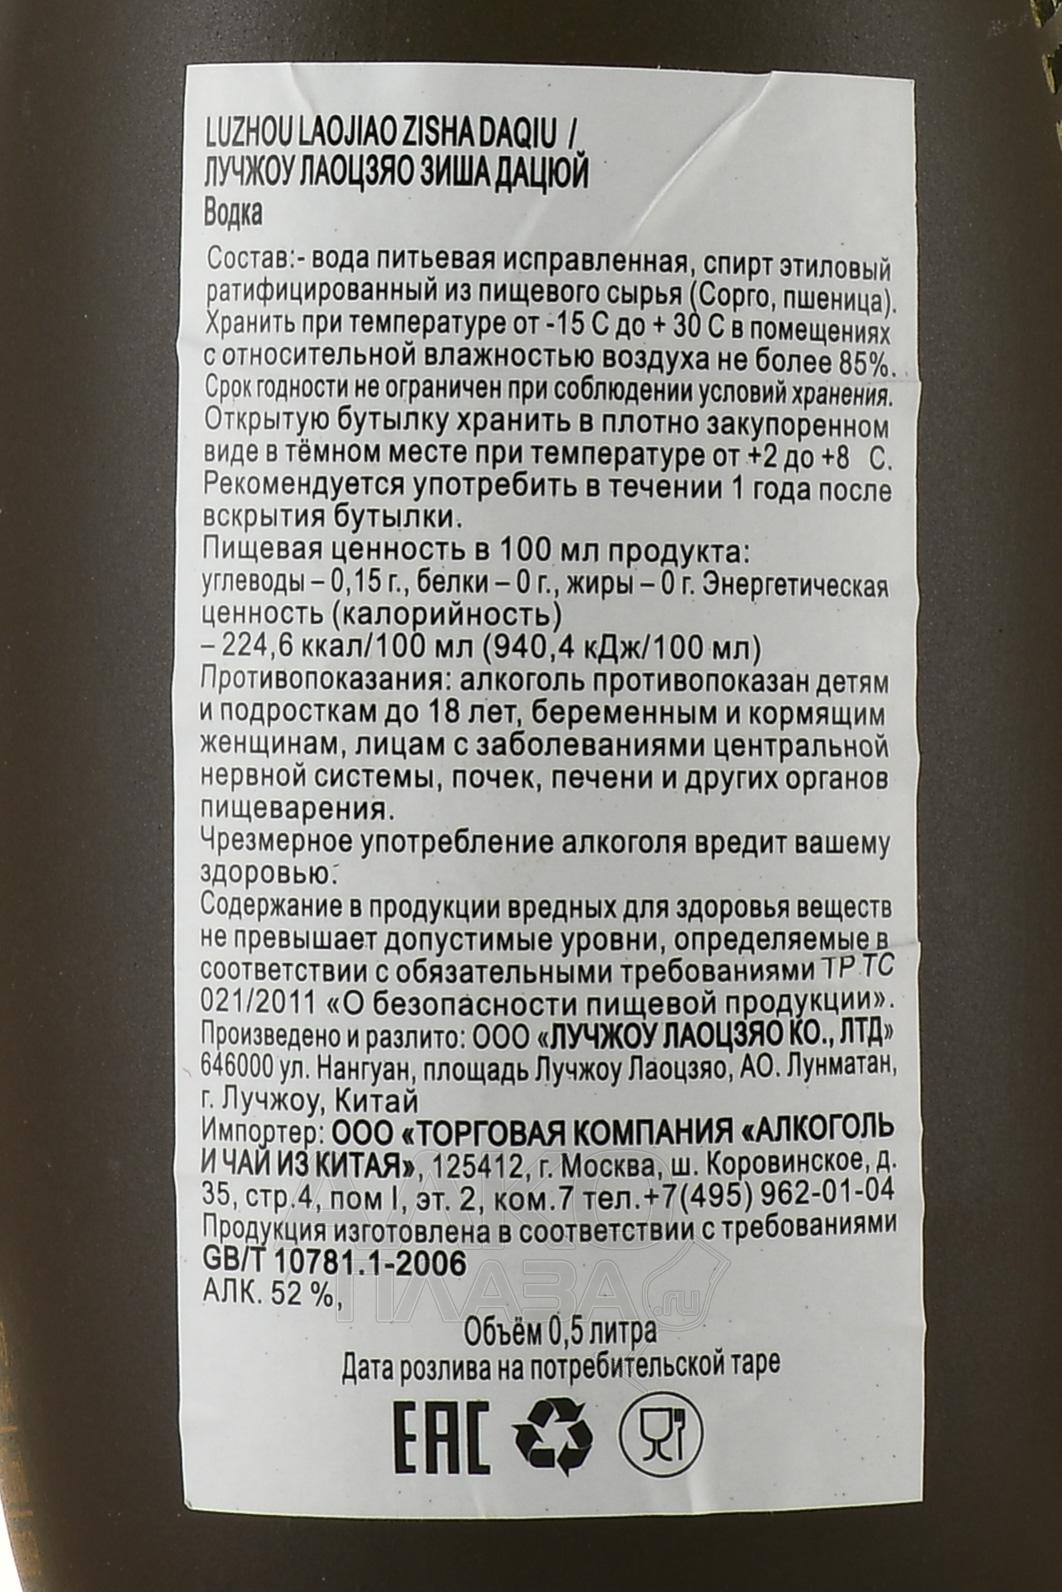 LUZHOU LAOJIAO ZISHA DAQIU /
ЛУЧЖОУ ЛАОЦЗЯО ЗИША ДАЦЮЙ
Водка
Состав:- вода питьевая исправленная, спирт этиловый
ратифицированный из пищевого сырья (Сорго, пшеница).
Хранить при температуре от -15 С до + 30 С в помещениях
с относительной влажностью воздуха не более 85%.
Срок годности не ограничен при соблюдении условий хранения.
Открытую бутылку хранить в плотно закупоренном
виде в тёмном месте при температуре от +2 до +8 С.
Рекомендуется употребить в течении 1 года после
вскрытия бутылки.
Пищевая ценность в 100 мл продукта:
углеводы – 0,15 г., белки – 0 г., жиры – 0 г. Энергетическая
ценность (калорийность)
– 224,6 ккал/100 мл (940,4 кДж/100 мл)
Противопоказания: алкоголь противопоказан детям
и подросткам до 18 лет, беременным и кормящим
женщинам, лицам с заболеваниями центральной
нервной системы, почек, печени и других органов
пищеварения.
Чрезмерное употребление алкоголя вредит вашему
здоровью.
Содержание в продукции вредных для здоровья веществ
не превышает допустимые уровни, определяемые в
соответствии с обязательными требованиями ТР ТС
021/2011 «О безопасности пищевой продукции».
Произведено и разлито: ООО «ЛУЧЖОУ ЛАОЦЗЯО КО., ЛТД»
646000 ул. Нангуан, площадь Лучжоу Лаоцзяо, АО. Лунматан,
г. Лучжоу, Китай
Импортер: ООО «ТОРГОВАЯ КОМПАНИЯ «АЛКОГОЛЬ
И ЧАЙ ИЗ КИТАЯ», 125412, г. Москва, ш. Коровинское, д.
35, стр.4, пом I, эт. 2, ком.7 тел.+7(495) 962-01-04
Продукция изготовлена в соответствии с требованиями
GB/T 10781.1-2006
АЛК. 52 %,
Объём 0,5 литра
Дата розлива на потребительской таре
EAC
АЛКО
ПЛАЗА.ru